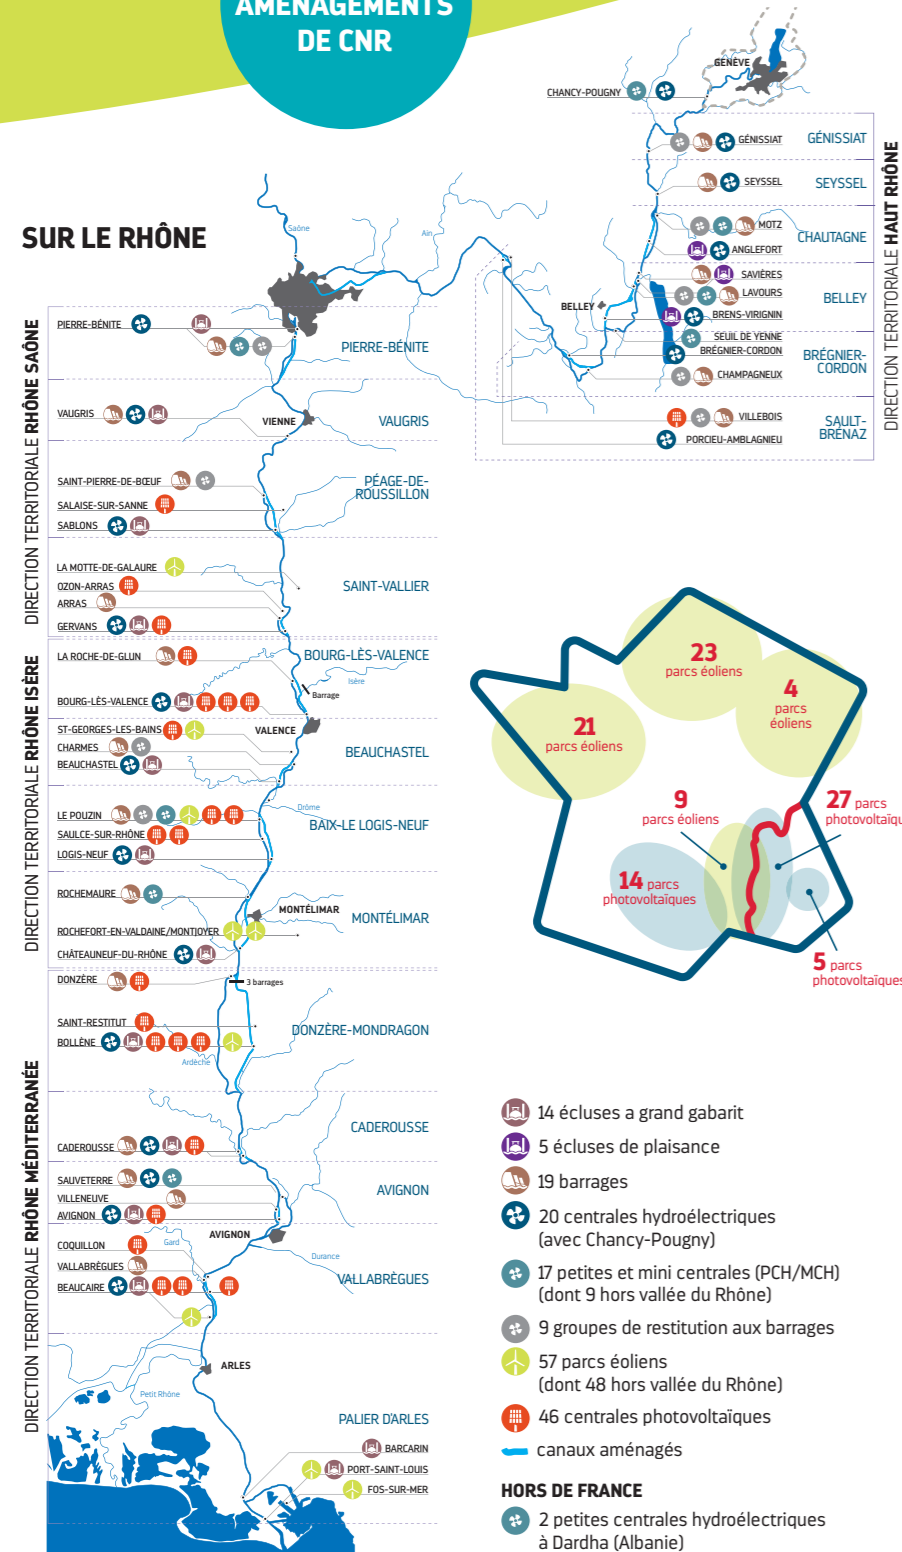 AMÉNAGEMENTS
DE CNR
SUR LE RHÔNE
GENÈVE
CHANCY-POUGNY
GÉNISSIAT
GÉNISSIAT
SEYSSEL
SEYSSEL
MOTZ
CHAUTAGNE
ANGLEFORT
SAVIÈRES
LAVOURS
BELLEY
BELLEY
BRENS-VIRIGNIN
SEUIL DE YENNE
BRÉGNIER-CORDON
BRÉGNIER-
CORDON
CHAMPAGNEUX
VILLEBOIS
SAULT-
BRÉNAZ
PORCIEU-AMBLAGNIEU
DIRECTION TERRITORIALE HAUT RHÔNE
Saône
Ain
DIRECTION TERRITORIALE RHÔNE SAÔNE
PIERRE-BÉNITE
PIERRE-BÉNITE
VAUGRIS
VIENNE
VAUGRIS
SAINT-PIERRE-DE-BŒUF
PÉAGE-DE-
ROUSSILLON
SALAISE-SUR-SANNE
SABLONS
LA MOTTE-DE-GALAURE
OZON-ARRAS
SAINT-VALLIER
ARRAS
GERVANS
DIRECTION TERRITORIALE RHÔNE ISÈRE
LA ROCHE-DE-GLUN
BOURG-LÈS-VALENCE
Isère
Barrage
BOURG-LÈS-VALENCE
ST-GEORGES-LES-BAINS
VALENCE
CHARMES
BEAUCHASTEL
BEAUCHASTEL
Drôme
LE POUZIN
BAIX-LE LOGIS-NEUF
SAULCE-SUR-RHÔNE
LOGIS-NEUF
ROCHEMAURE
MONTÉLIMAR
MONTÉLIMAR
ROCHEFORT-EN-VALDAINE/MONTJOYER
CHÂTEAUNEUF-DU-RHÔNE
DIRECTION TERRITORIALE RHÔNE MÉDITERRANÉE
DONZÈRE
3 barrages
SAINT-RESTITUT
DONZÈRE-MONDRAGON
BOLLÈNE
Ardèche
CADEROUSSE
CADEROUSSE
SAUVETERRE
AVIGNON
VILLENEUVE
AVIGNON
AVIGNON
COQUILLON
Gard
Durance
VALLABRÈGUES
VALLABRÈGUES
BEAUCAIRE
ARLES
Petit Rhône
PALIER D'ARLES
BARCARIN
PORT-SAINT-LOUIS
FOS-SUR-MER
23
parcs éoliens
4
parcs
éoliens
21
parcs éoliens
9
parcs éoliens
27 parcs
photovoltaïqu
14 parcs
photovoltaïques
5 parcs
photovoltaïques
14 écluses a grand gabarit
5 écluses de plaisance
19 barrages
20 centrales hydroélectriques
(avec Chancy-Pougny)
17 petites et mini centrales (PCH/MCH)
(dont 9 hors vallée du Rhône)
9 groupes de restitution aux barrages
57 parcs éoliens
(dont 48 hors vallée du Rhône)
46 centrales photovoltaïques
canaux aménagés
HORS DE FRANCE
2 petites centrales hydroélectriques
à Dardha (Albanie)